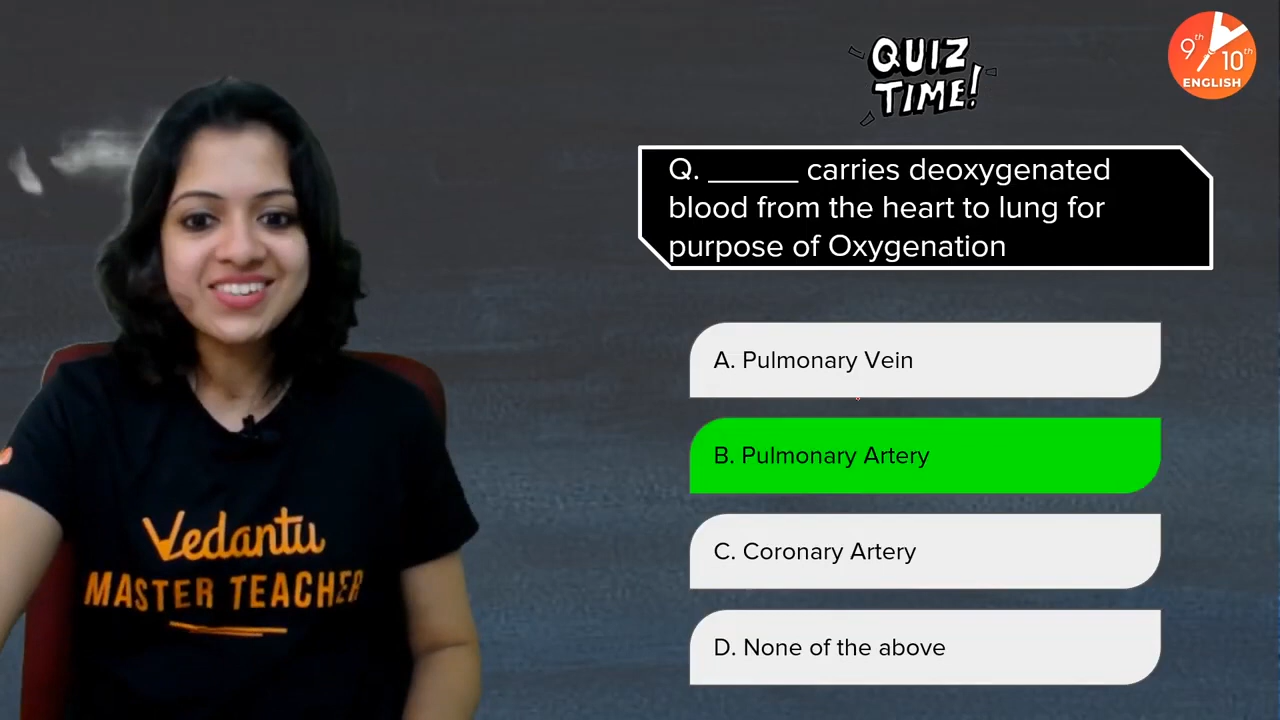 QUIZ
TIME!
9th
10th
ENGLISH
Q. ______ carries deoxygenated
blood from the heart to lung for
purpose of Oxygenation
A. Pulmonary Vein
B. Pulmonary Artery
C. Coronary Artery
D. None of the above
Vedantu
MASTER TEACHER